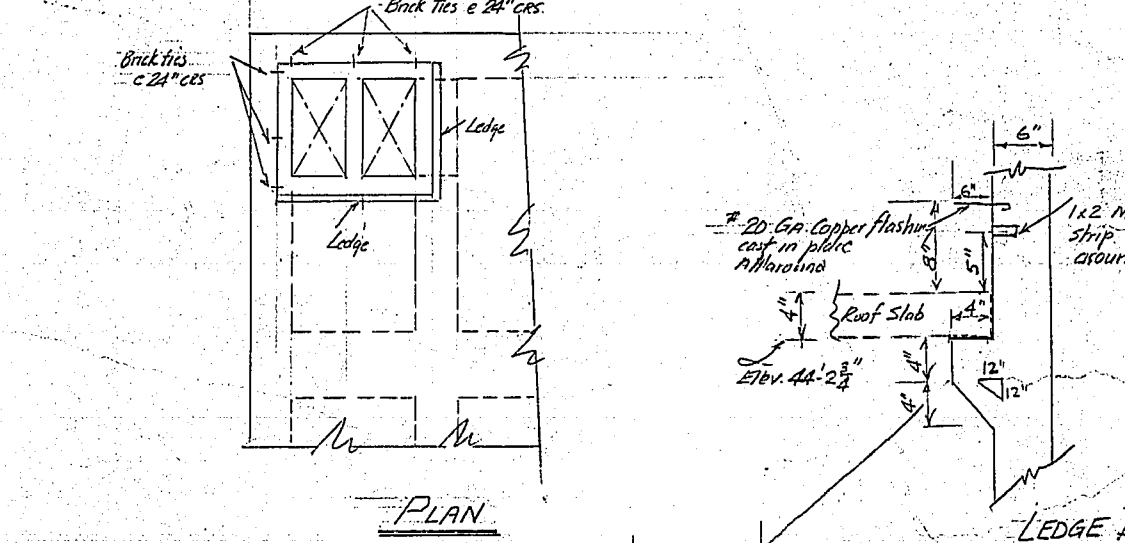 Brick Ties @ 24" CRS.
Brick ties
@ 24" CRS
Ledge
Ledge
PLAN
6"
6"
# 20 GA. Copper flashing
cast in place
All around
8"
5"
1x2
strip
4"
Roof Slab
4"
Elev. 44'-2 3/4"
4"
12"
12"
4"
LEDGE